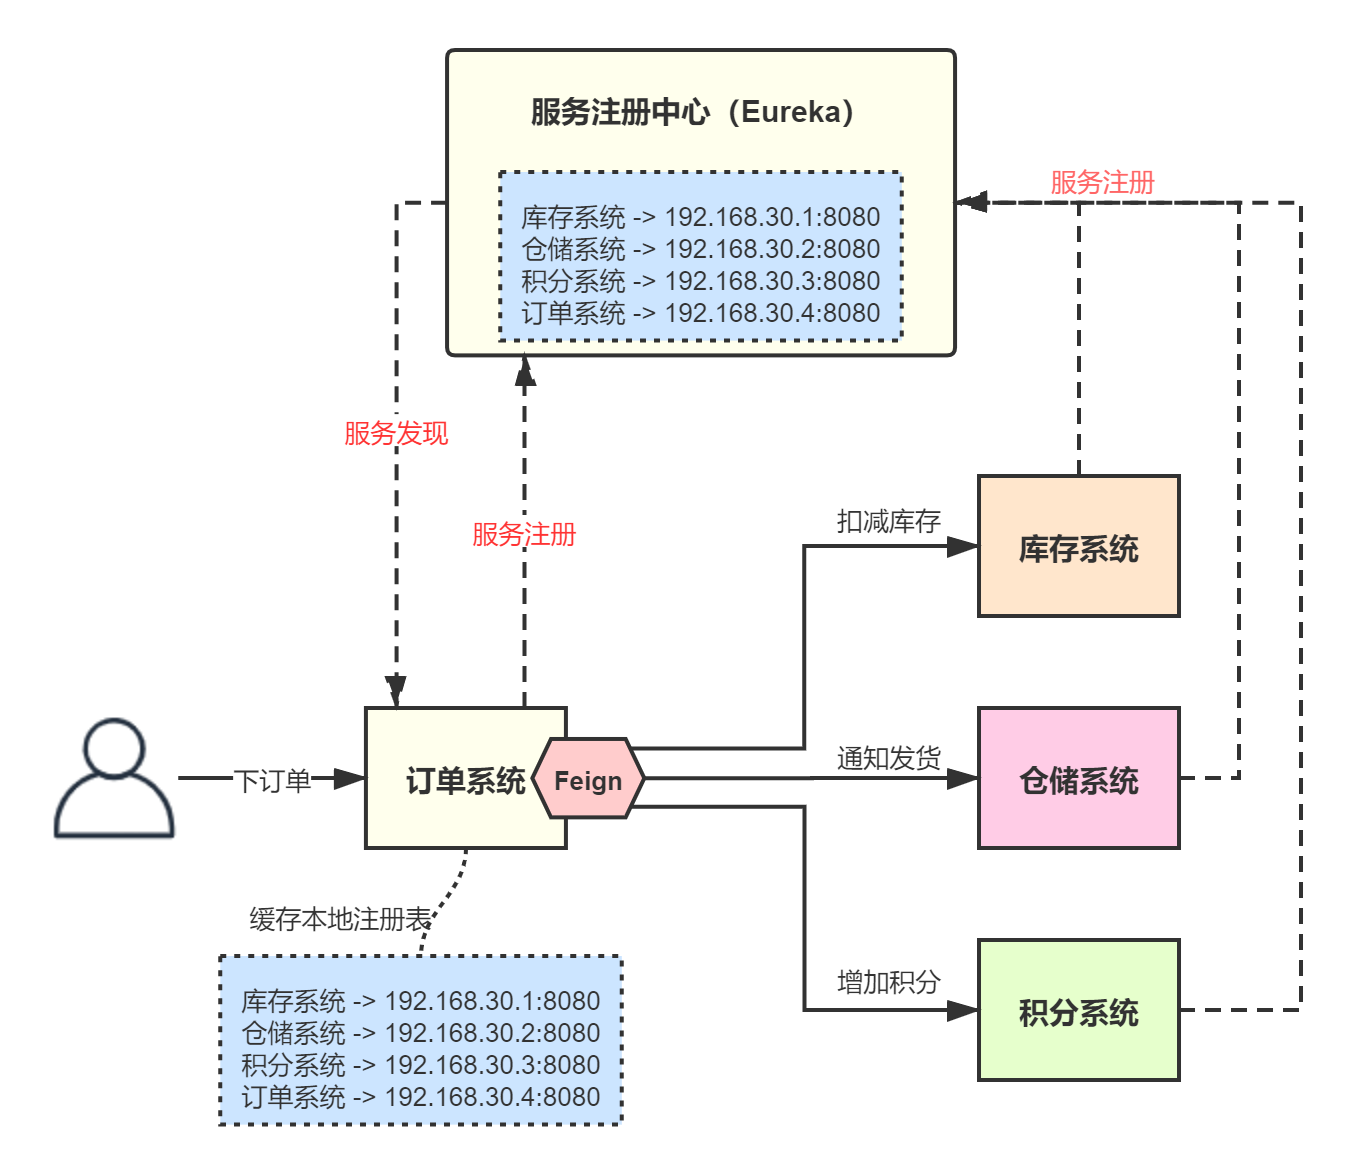 服务注册中心（Eureka）
库存系统 -> 192.168.30.1:8080
仓储系统 -> 192.168.30.2:8080
积分系统 -> 192.168.30.3:8080
订单系统 -> 192.168.30.4:8080
服务注册
服务发现
服务注册
扣减库存
库存系统
下订单
订单系统
Feign
通知发货
仓储系统
缓存本地注册表
增加积分
积分系统
库存系统 -> 192.168.30.1:8080
仓储系统 -> 192.168.30.2:8080
积分系统 -> 192.168.30.3:8080
订单系统 -> 192.168.30.4:8080